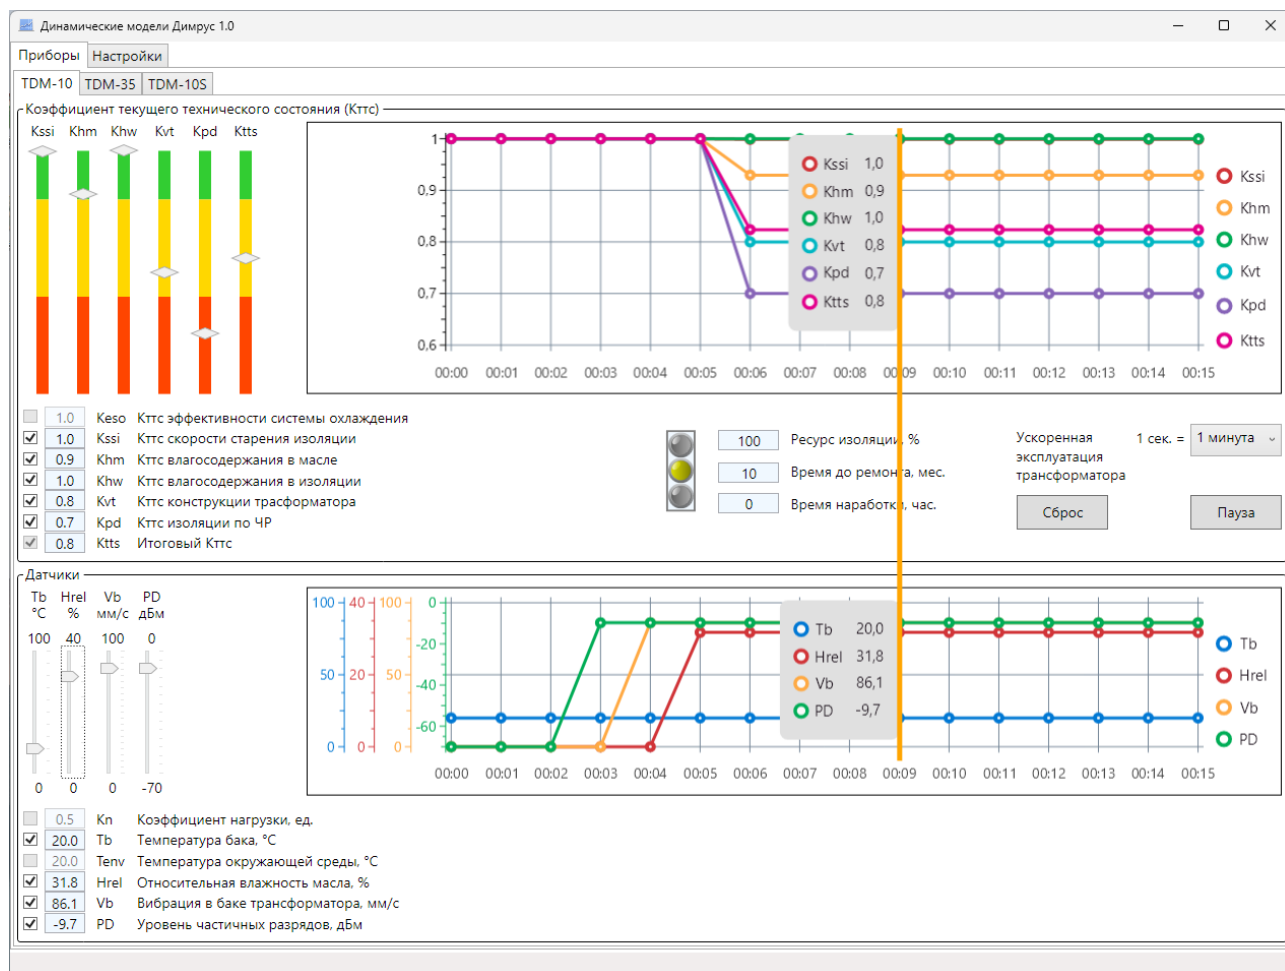 Динамические модели Димрус 1.0
Приборы Настройки
TDM-10 TDM-35 TDM-10S
Коэффициент текущего технического состояния (Кттс)
Kssi Khm Khw Kvt Kpd Ktts
1
0,9
0,8
0,7
0,6
00:00 00:01 00:02 00:03 00:04 00:05 00:06 00:07 00:08 00:09 00:10 00:11 00:12 00:13 00:14 00:15
Kssi 1,0
Khm 0,9
Khw 1,0
Kvt 0,8
Kpd 0,7
Ktts 0,8
Kssi
Khm
Khw
Kvt
Kpd
Ktts
1.0 Keso Кттс эффективности системы охлаждения
1.0 Kssi Кттс скорости старения изоляции
0.9 Khm Кттс влагосодержания в масле
1.0 Khw Кттс влагосодержания в изоляции
0.8 Kvt Кттс конструкции трасформатора
0.7 Kpd Кттс изоляции по ЧР
0.8 Ktts Итоговый Кттс
100 Ресурс изоляции, %
10 Время до ремонта, мес.
0 Время наработки, час.
Ускоренная
эксплуатация
трансформатора
1 сек. = 1 минута
Сброс Пауза
Датчики
Tb Hrel Vb PD
°C % мм/с дБм
100 40 100 0
0 0 0 -70
100 40 100 0
-20
50 20 50
-40
-60
0 0 0
00:00 00:01 00:02 00:03 00:04 00:05 00:06 00:07 00:08 00:09 00:10 00:11 00:12 00:13 00:14 00:15
Tb 20,0
Hrel 31,8
Vb 86,1
PD -9,7
Tb
Hrel
Vb
PD
0.5 Kn Коэффициент нагрузки, ед.
20.0 Tb Температура бака, °C
20.0 Tenv Температура окружающей среды, °C
31.8 Hrel Относительная влажность масла, %
86.1 Vb Вибрация в баке трансформатора, мм/с
-9.7 PD Уровень частичных разрядов, дБм